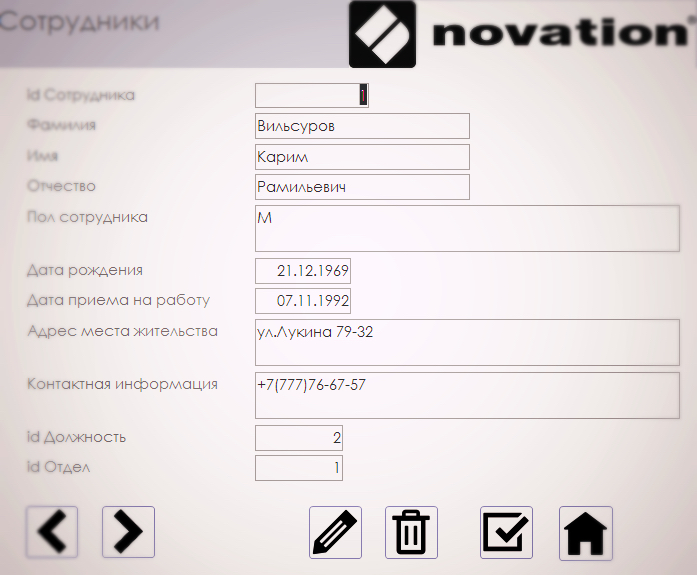 Сотрудники
novation
id Сотрудника 1
Фамилия Вильсуров
Имя Карим
Отчество Рамильевич
Пол сотрудника М
Дата рождения 21.12.1969
Дата приема на работу 07.11.1992
Адрес места жительства ул.Лукина 79-32
Контактная информация +7(777)76-67-57
id Должность 2
id Отдел 1